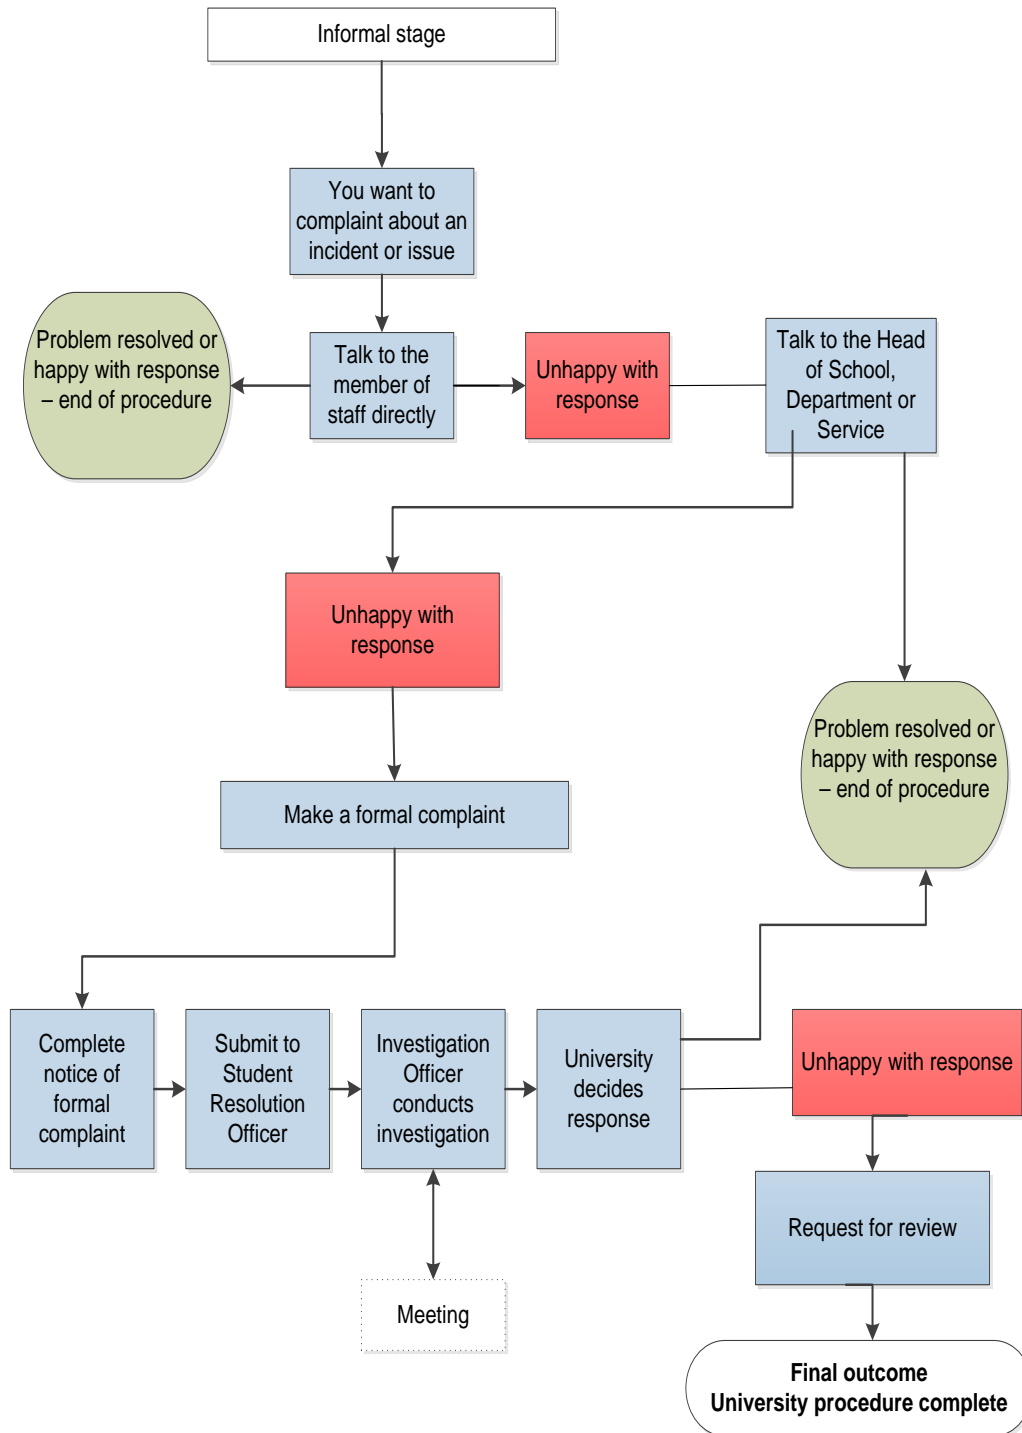 Informal stage
You want to
complaint about an
incident or issue
Problem resolved or
happy with response
– end of procedure
Talk to the
member of
staff directly
Unhappy with
response
Talk to the Head
of School,
Department or
Service
Unhappy with
response
Problem resolved or
happy with response
– end of procedure
Make a formal complaint
Complete
notice of
formal
complaint
Submit to
Student
Resolution
Officer
Investigation
Officer
conducts
investigation
University
decides
response
Unhappy with response
Request for review
Meeting
Final outcome
University procedure complete